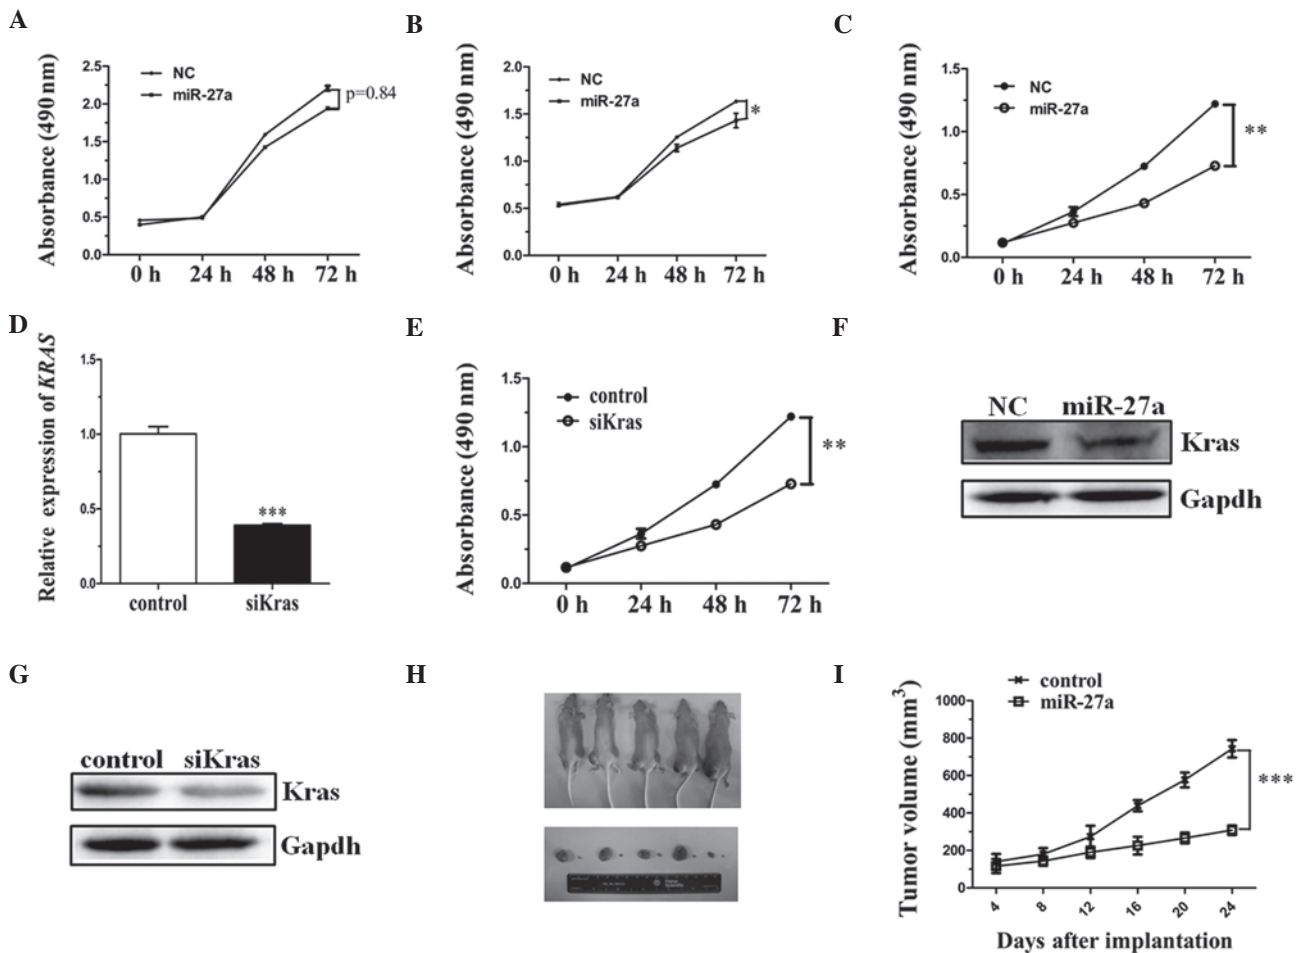 A
Absorbance (490 nm)
2.5
2.0
1.5
1.0
0.5
0.0
NC
miR-27a
p=0.84
0 h 24 h 48 h 72 h
B
Absorbance (490 nm)
2.0
1.5
1.0
0.5
0.0
NC
miR-27a
*
0 h 24 h 48 h 72 h
C
Absorbance (490 nm)
1.5
1.0
0.5
0.0
NC
miR-27a
**
0 h 24 h 48 h 72 h
D
Relative expression of KRAS
1.5
1.0
0.5
0.0
***
control siKras
E
Absorbance (490 nm)
1.5
1.0
0.5
0.0
control
siKras
**
0 h 24 h 48 h 72 h
F
NC miR-27a
Kras
Gapdh
G
control siKras
Kras
Gapdh
H
I
Tumor volume (mm3)
1000
800
600
400
200
0
control
miR-27a
***
4 8 12 16 20 24
Days after implantation